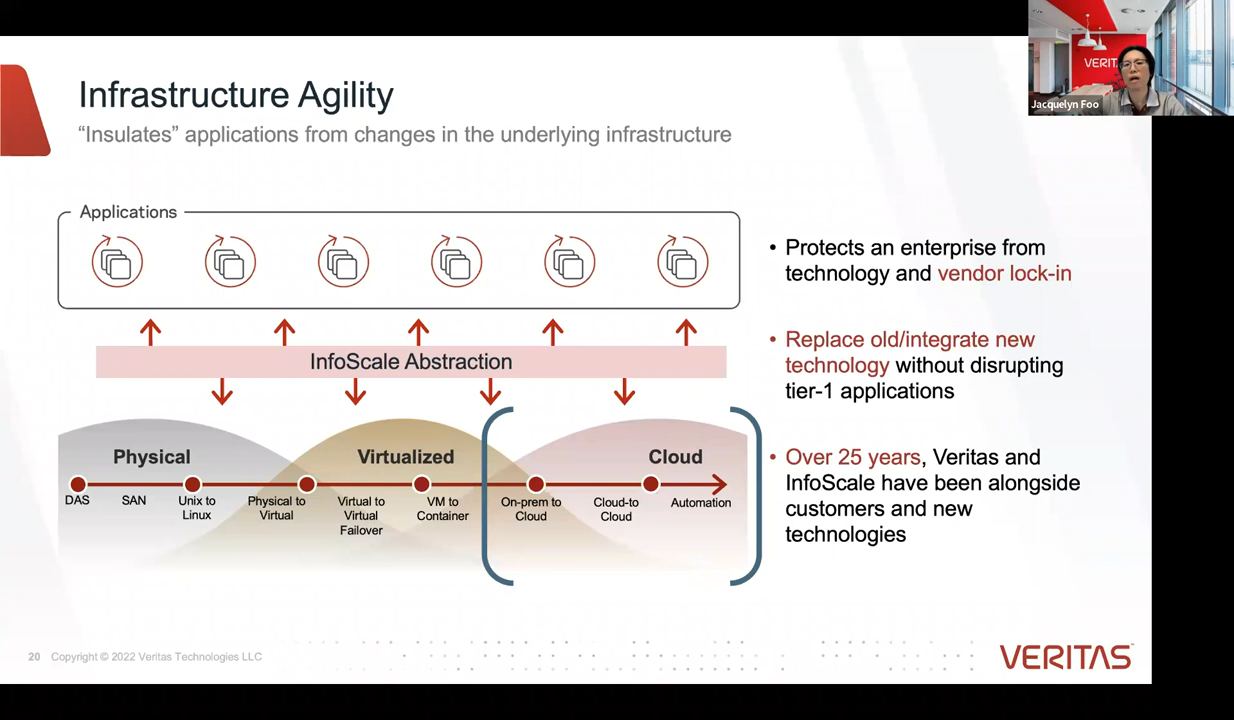 VERITA
Jacquelyn Foo
Infrastructure Agility
“Insulates” applications from changes in the underlying infrastructure
Applications
InfoScale Abstraction
Physical
Virtualized
Cloud
DAS
SAN
Unix to
Linux
Physical to
Virtual
Virtual to
Virtual
Failover
VM to
Container
On-prem to
Cloud
Cloud-to
Cloud
Automation
• Protects an enterprise from
technology and vendor lock-in
• Replace old/integrate new
technology without disrupting
tier-1 applications
• Over 25 years, Veritas and
InfoScale have been alongside
customers and new
technologies
20 Copyright © 2022 Veritas Technologies LLC
VERITAS